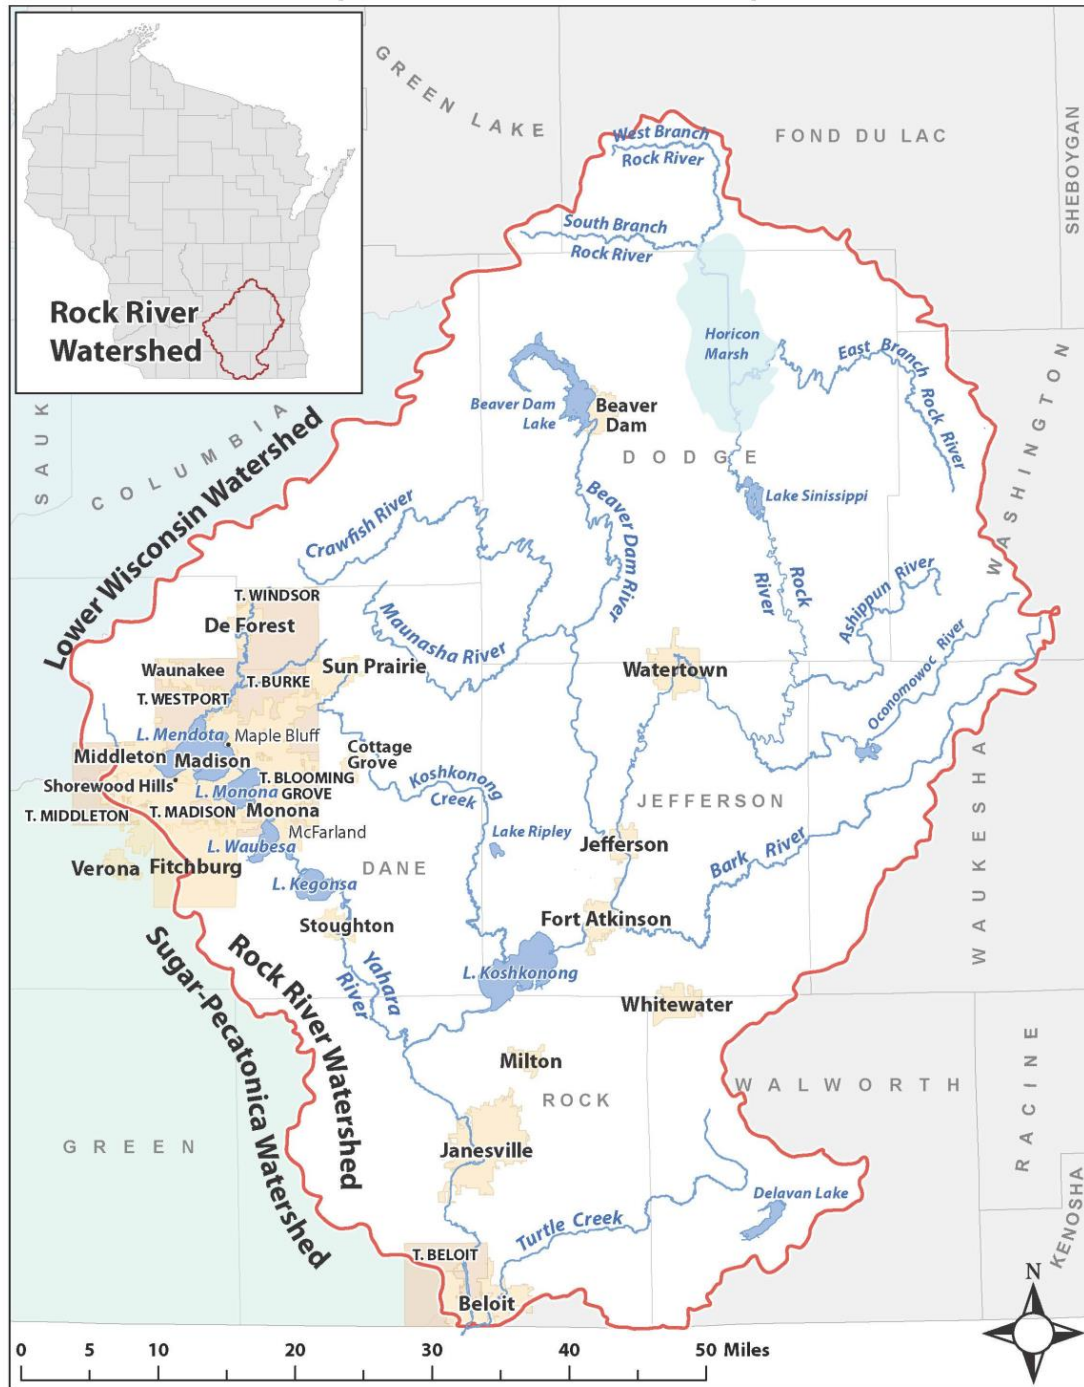 Rock River
Watershed
GREEN LAKE
FOND DU LAC
SHEBOYGAN
West Branch
Rock River
South Branch
Rock River
Horicon
Marsh
East Branch Rock River
Beaver Dam
Lake
Beaver
Dam
SAUK
COLUMBIA
DODGE
WASHINGTON
Lower Wisconsin Watershed
Lake Sinissippi
Crawfish River
Beaver Dam River
Rock
River
Ashippun River
T. WINDSOR
De Forest
Maunasha River
Oconomowoc River
Waunakee
T. BURKE
Sun Prairie
Watertown
T. WESTPORT
L. Mendota
Maple Bluff
Middleton
Madison
Cottage
Grove
Shorewood Hills
T. BLOOMING
GROVE
L. Monona
Koshkonong
Creek
JEFFERSON
WAUKESHA
T. MIDDLETON
T. MADISON
Monona
McFarland
Lake Ripley
Jefferson
Bark River
L. Waubesa
Verona
Fitchburg
DANE
L. Kegonsa
Stoughton
Fort Atkinson
Yahara
River
L. Koshkonong
Whitewater
Sugar-Pecatonica Watershed
Rock River Watershed
Milton
ROCK
WALWORTH
RACINE
GREEN
Janesville
Delavan Lake
Turtle Creek
KENOSHA
T. BELOIT
Beloit
N
0 5 10 20 30 40 50 Miles